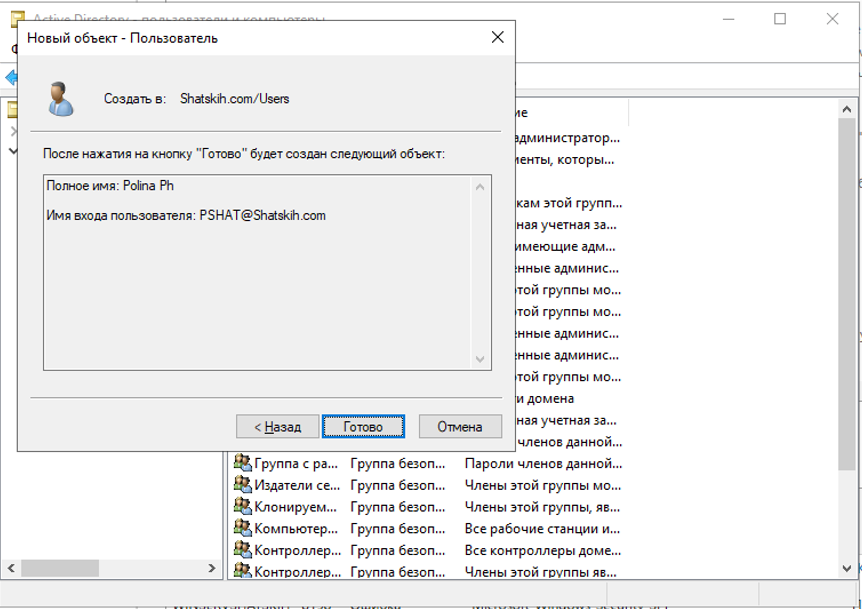 Active Directory - пользователи и компьютеры
Новый объект - Пользователь
Создать в: Shatskih.com/Users
После нажатия на кнопку "Готово" будет создан следующий объект:
Полное имя: Polina Ph
Имя входа пользователя: PSHAT@Shatskih.com
< Назад Готово Отмена
ие
администратор...
менты, которы...
кам этой групп...
ная учетная за...
имеющие адм...
енные админис...
той группы мо...
той группы мо...
енные админис...
енные админис...
той группы мо...
ти домена
ная учетная за...
членов данной...
Группа с ра... Группа безоп... Пароли членов данной...
Издатели се... Группа безоп... Члены этой группы мо...
Клонируем... Группа безоп... Члены этой группы, яв...
Компьютер... Группа безоп... Все рабочие станции и...
Контроллер... Группа безоп... Все контроллеры доме...
Контроллер... Группа безоп... Члены этой группы яв...